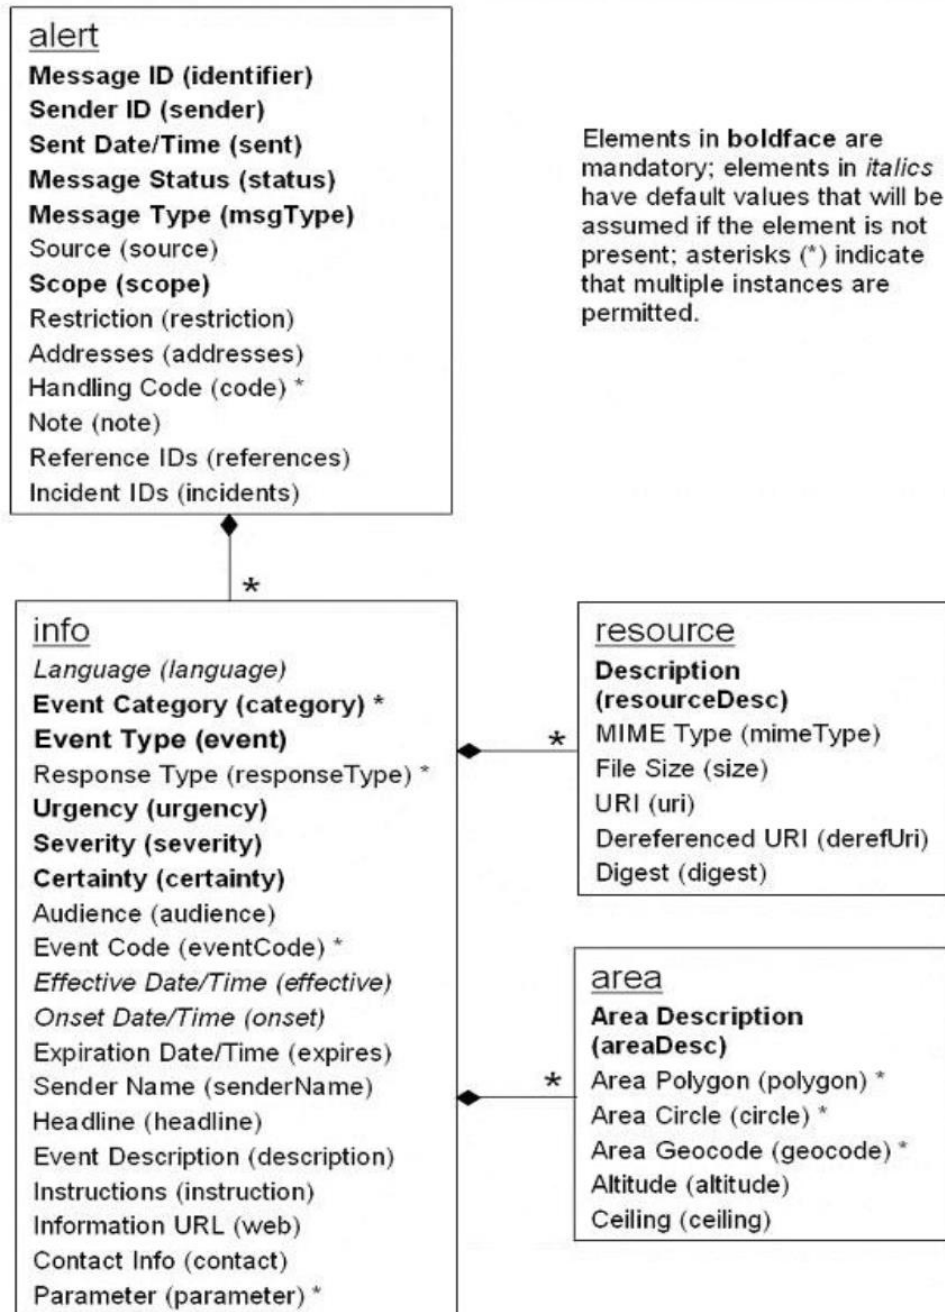 alert
Message ID (identifier)
Sender ID (sender)
Sent Date/Time (sent)
Message Status (status)
Message Type (msgType)
Source (source)
Scope (scope)
Restriction (restriction)
Addresses (addresses)
Handling Code (code) *
Note (note)
Reference IDs (references)
Incident IDs (incidents)
Elements in boldface are
mandatory; elements in italics
have default values that will be
assumed if the element is not
present; asterisks (*) indicate
that multiple instances are
permitted.
*
info
Language (language)
Event Category (category) *
Event Type (event)
Response Type (responseType) *
Urgency (urgency)
Severity (severity)
Certainty (certainty)
Audience (audience)
Event Code (eventCode) *
Effective Date/Time (effective)
Onset Date/Time (onset)
Expiration Date/Time (expires)
Sender Name (senderName)
Headline (headline)
Event Description (description)
Instructions (instruction)
Information URL (web)
Contact Info (contact)
Parameter (parameter) *
*
resource
Description
(resourceDesc)
MIME Type (mimeType)
File Size (size)
URI (uri)
Dereferenced URI (derefUri)
Digest (digest)
*
area
Area Description
(areaDesc)
Area Polygon (polygon) *
Area Circle (circle) *
Area Geocode (geocode) *
Altitude (altitude)
Ceiling (ceiling)